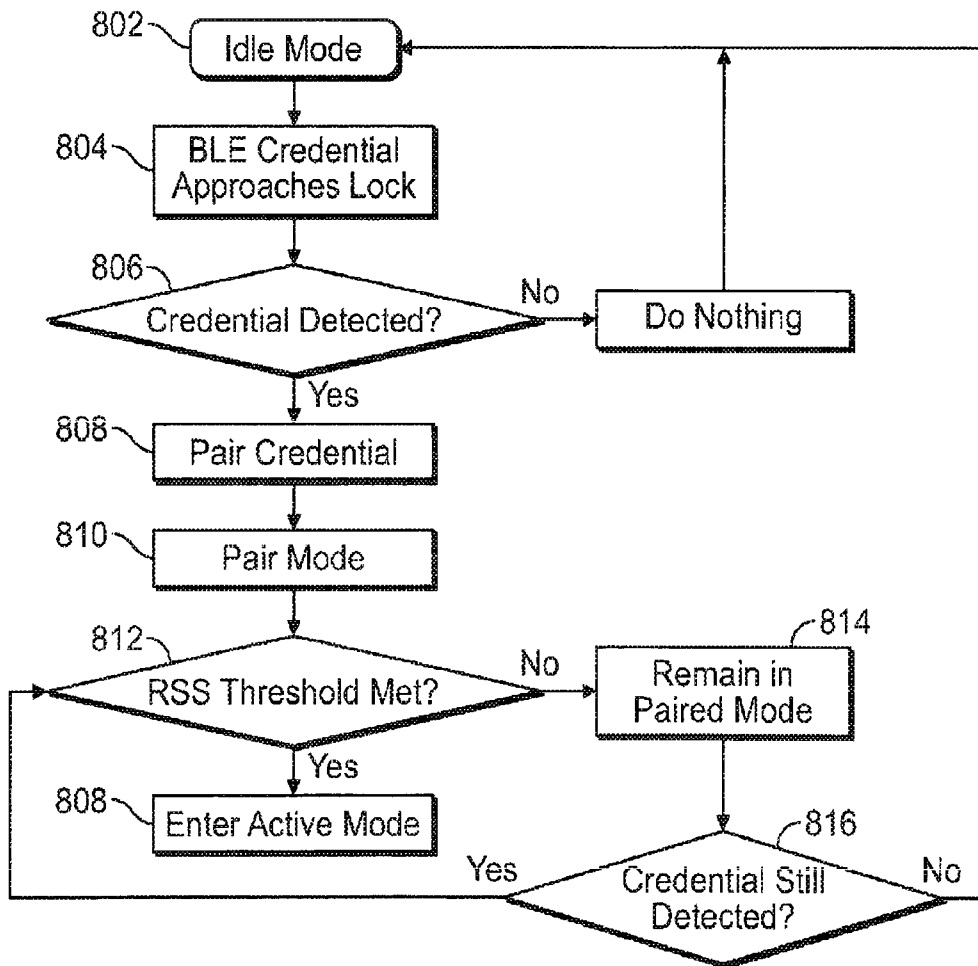 802
Idle Mode
804
BLE Credential
Approaches Lock
806
Credential Detected?
No
Do Nothing
Yes
808
Pair Credential
810
Pair Mode
812
RSS Threshold Met?
No
814
Remain in
Paired Mode
Yes
808
Enter Active Mode
816
Yes
Credential Still
Detected?
No